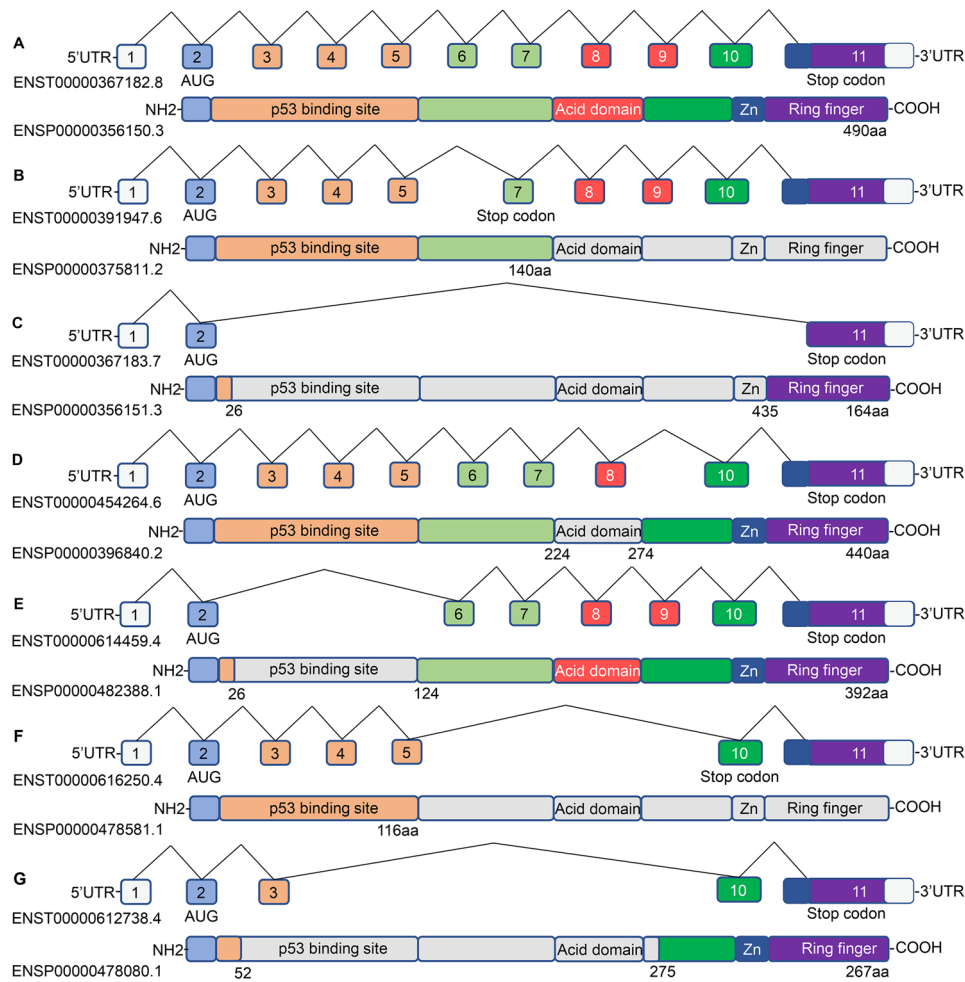 A
5'UTR 1 2 3 4 5 6 7 8 9 10 11 3'UTR
ENST00000367182.8 AUG Stop codon
NH2 p53 binding site Acid domain Zn Ring finger COOH
ENSP00000356150.3 490aa
B
5'UTR 1 2 3 4 5 7 8 9 10 11 3'UTR
ENST00000391947.6 AUG Stop codon
NH2 p53 binding site Acid domain Zn Ring finger COOH
ENSP00000375811.2 140aa
C
5'UTR 1 2 11 3'UTR
ENST00000367183.7 AUG Stop codon
NH2 p53 binding site Acid domain Zn Ring finger COOH
ENSP00000356151.3 26 435 164aa
D
5'UTR 1 2 3 4 5 6 7 8 10 11 3'UTR
ENST00000454264.6 AUG Stop codon
NH2 p53 binding site Acid domain Zn Ring finger COOH
ENSP00000396840.2 224 274 440aa
E
5'UTR 1 2 6 7 8 9 10 11 3'UTR
ENST00000614459.4 AUG Stop codon
NH2 p53 binding site Acid domain Zn Ring finger COOH
ENSP00000482388.1 26 124 392aa
F
5'UTR 1 2 3 4 5 10 11 3'UTR
ENST00000616250.4 AUG Stop codon
NH2 p53 binding site Acid domain Zn Ring finger COOH
ENSP00000478581.1 116aa
G
5'UTR 1 2 3 10 11 3'UTR
ENST00000612738.4 AUG Stop codon
NH2 p53 binding site Acid domain Zn Ring finger COOH
ENSP00000478080.1 52 275 267aa